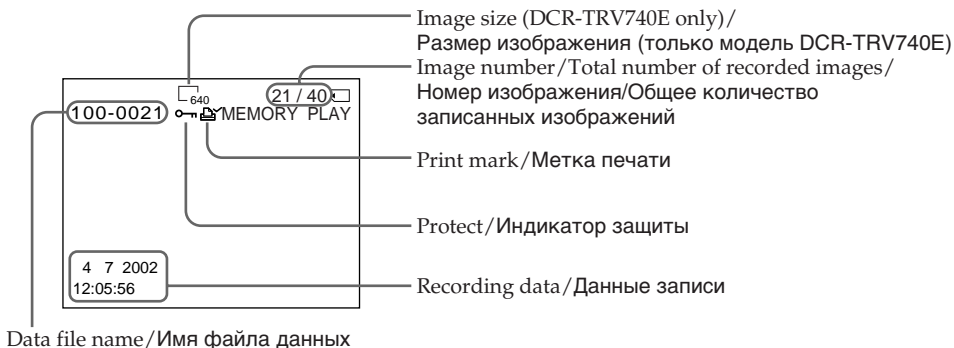 Image size (DCR-TRV740E only)/
Размер изображения (только модель DCR-TRV740E)
Image number/Total number of recorded images/
Номер изображения/Общее количество
записанных изображений
640
21 / 40
100-0021
MEMORY PLAY
Print mark/Метка печати
Protect/Индикатор защиты
4 7 2002
12:05:56
Recording data/Данные записи
Data file name/Имя файла данных